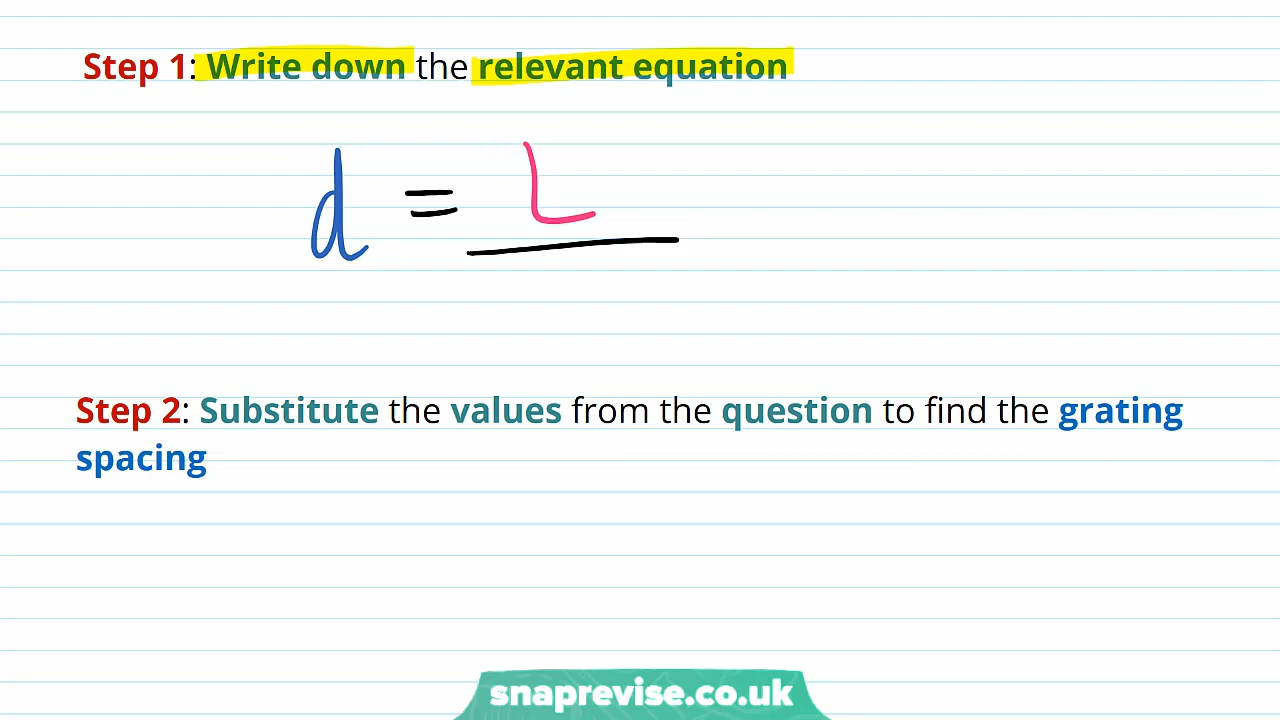 Step 1: Write down the relevant equation
d = L
Step 2: Substitute the values from the question to find the grating
spacing
snaprevise.co.uk